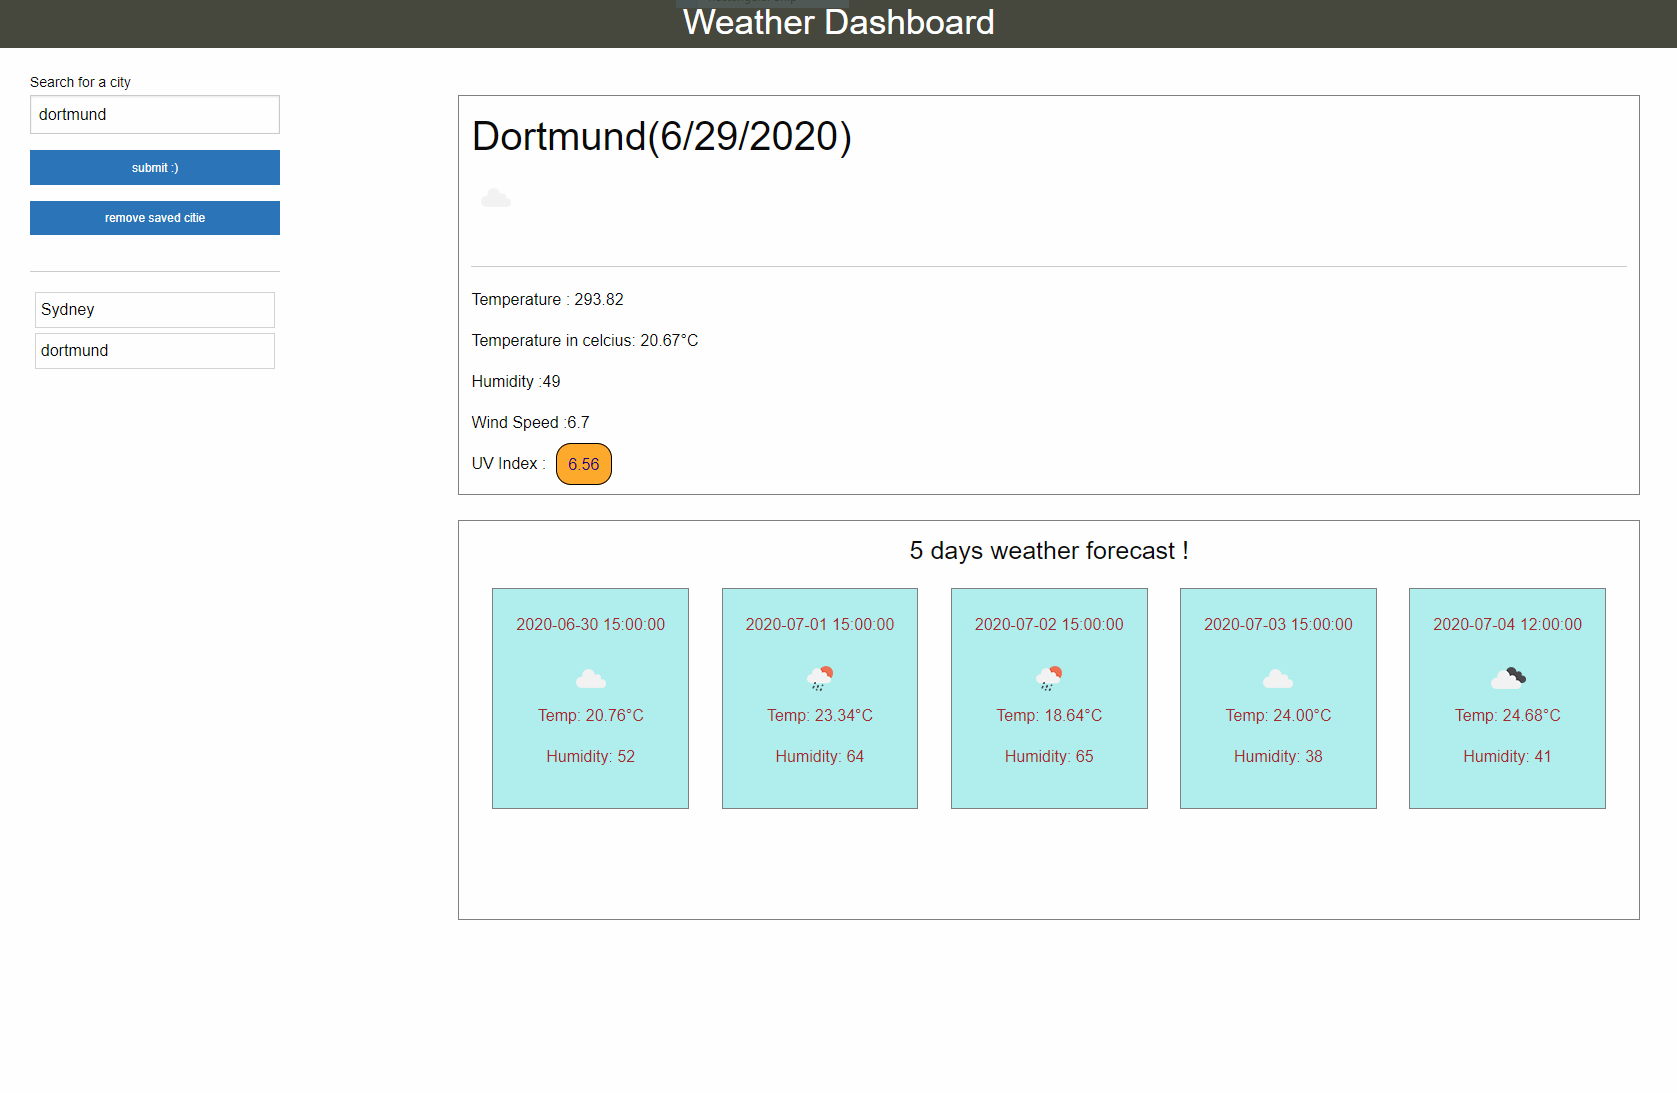 Weather Dashboard
Search for a city
dortmund
submit :)
remove saved citie
Sydney
dortmund
Dortmund(6/29/2020)
Temperature : 293.82
Temperature in celcius: 20.67°C
Humidity :49
Wind Speed :6.7
UV Index : 6.56
5 days weather forecast !
2020-06-30 15:00:00
Temp: 20.76°C
Humidity: 52
2020-07-01 15:00:00
Temp: 23.34°C
Humidity: 64
2020-07-02 15:00:00
Temp: 18.64°C
Humidity: 65
2020-07-03 15:00:00
Temp: 24.00°C
Humidity: 38
2020-07-04 12:00:00
Temp: 24.68°C
Humidity: 41